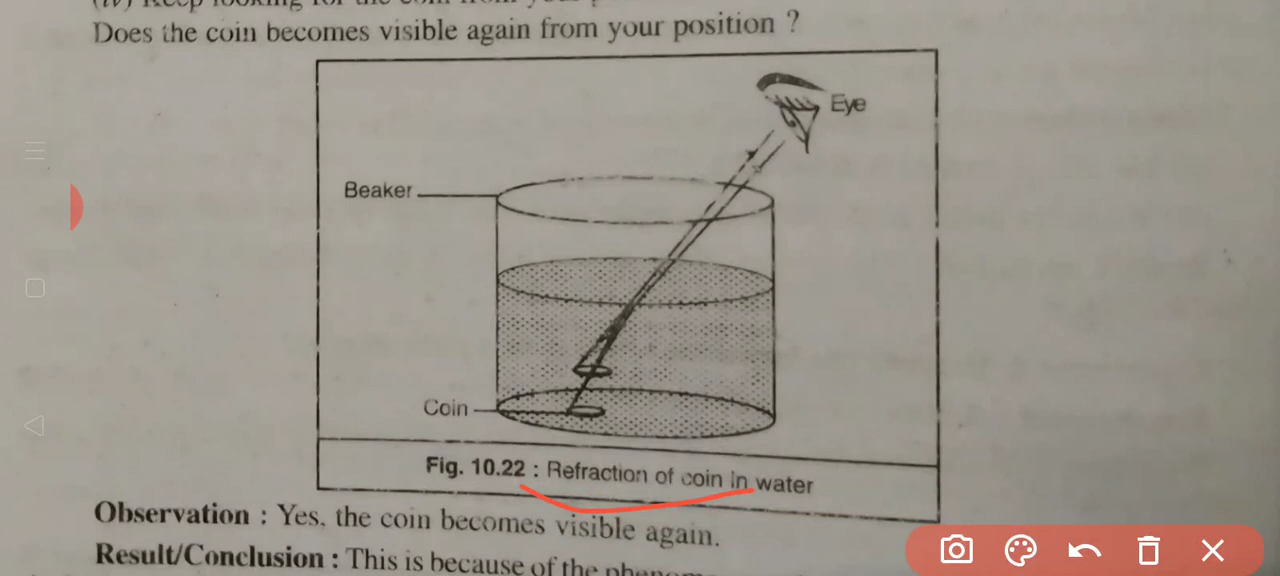 Does the coin becomes visible again from your position ?
Eye
Beaker
Coin
Fig. 10.22 : Refraction of coin in water
Observation : Yes, the coin becomes visible again.
Result/Conclusion : This is because of the